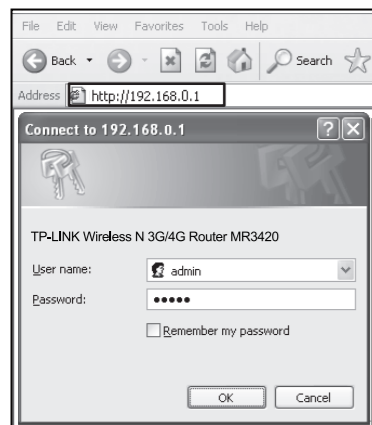 File Edit View Favorites Tools Help
Back Search
Address http://192.168.0.1
Connect to 192.168.0.1
TP-LINK Wireless N 3G/4G Router MR3420
User name: admin
Password: •••••
Remember my password
OK Cancel